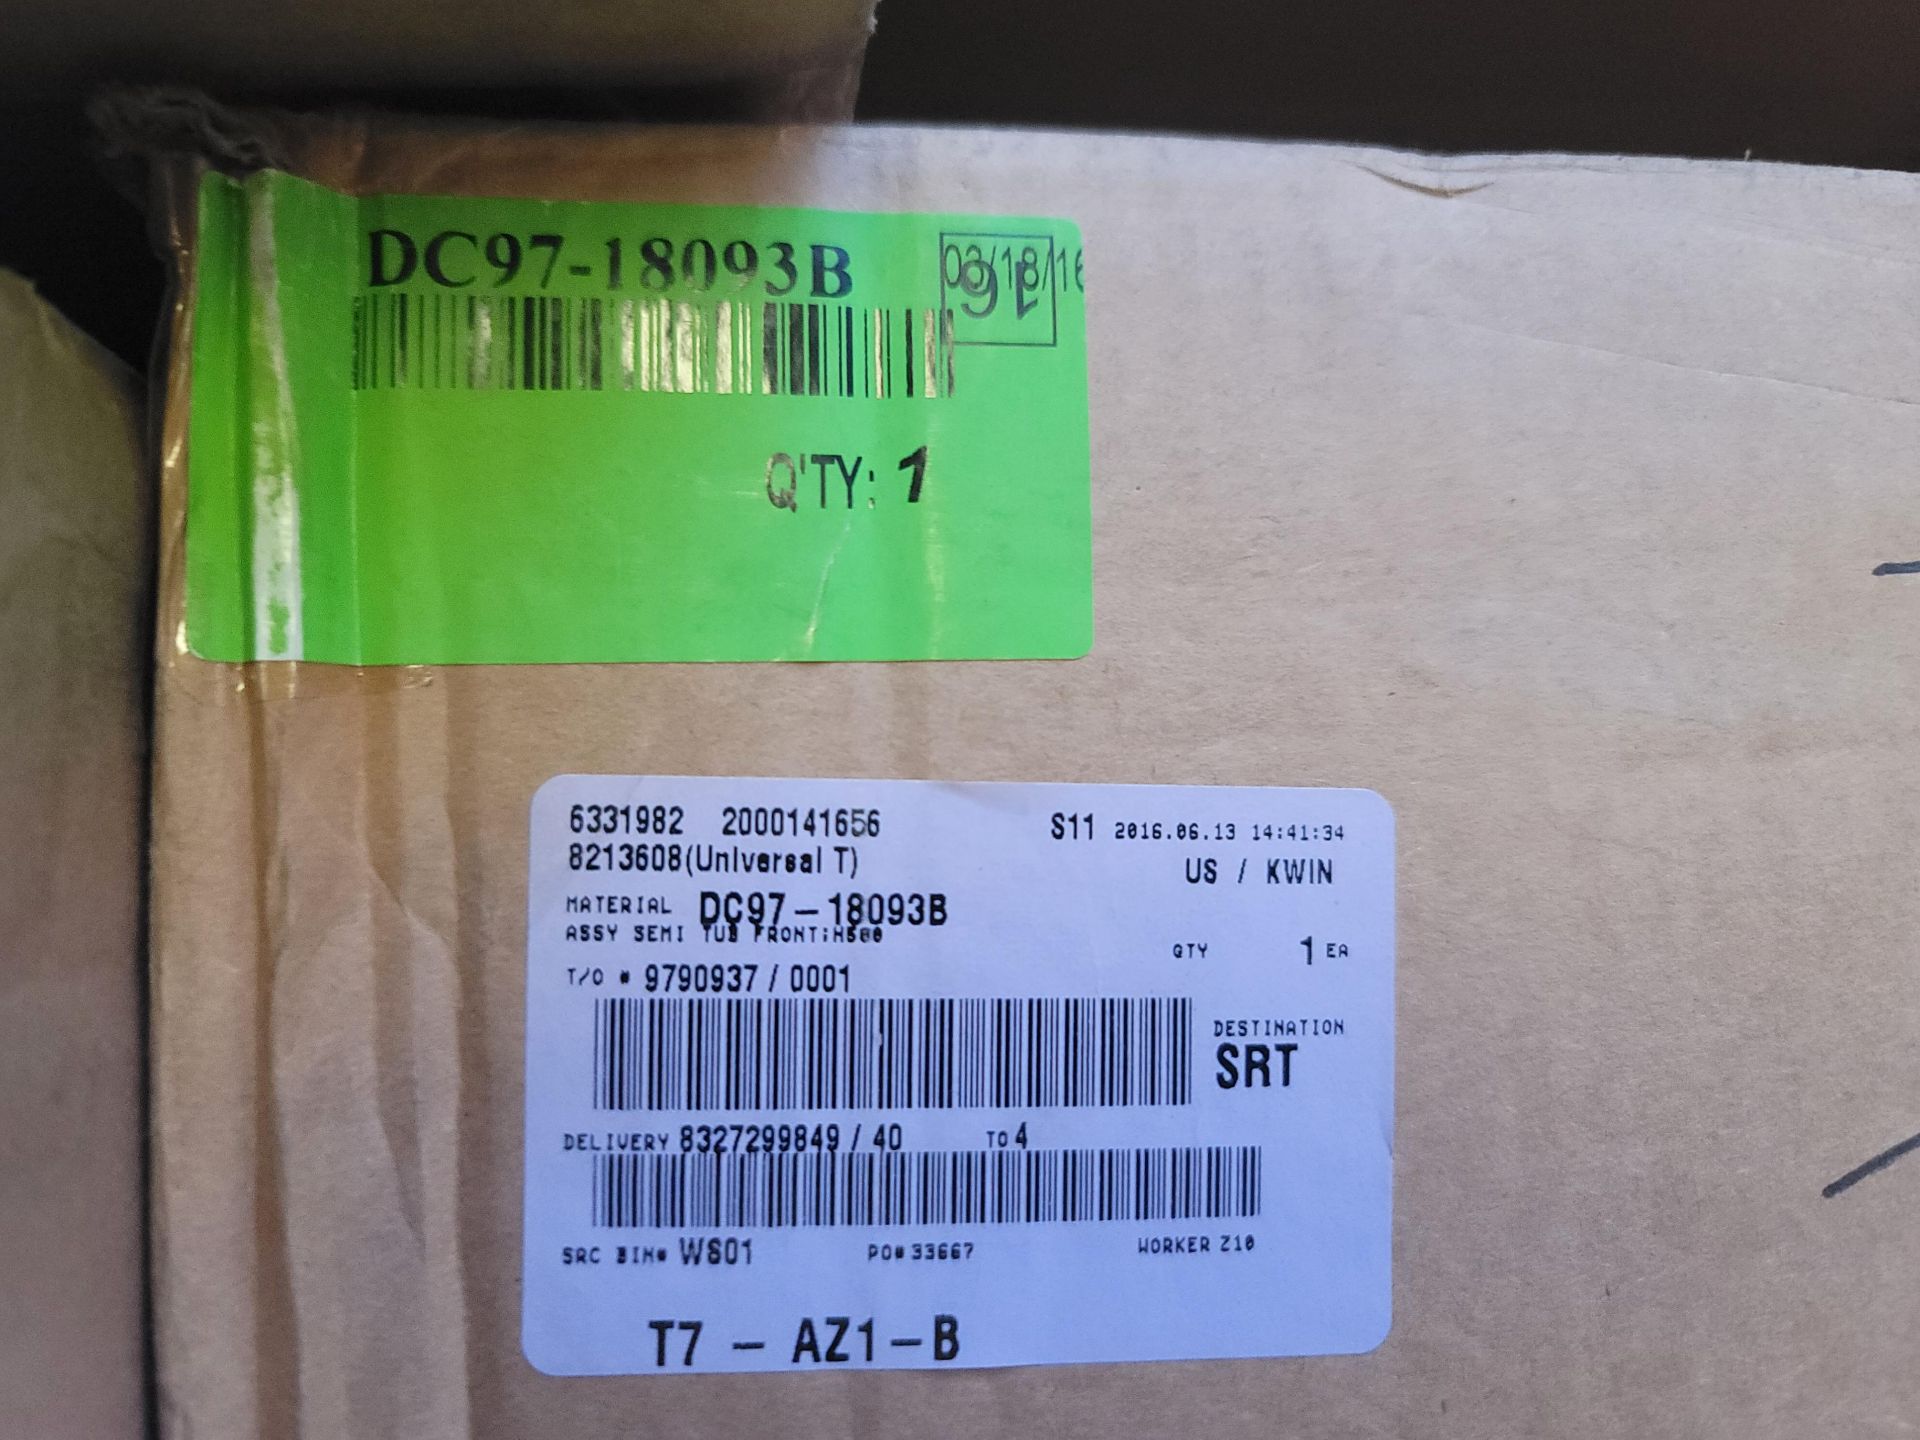 DC97-18093B
03/18/16
Q'TY: 1
6331982 2000141656 S11 2016.06.13 14:41:34
8213608(Universal T) US / KWIN
MATERIAL DC97-18093B
ASSY SEMI TUB FRONT;H500
QTY 1 EA
T/O # 9790937 / 0001
DESTINATION
SRT
DELIVERY 8327299849 / 40 TO 4
SRC BIN# WS01 PO# 33667 WORKER Z10
T7 - AZ1-B